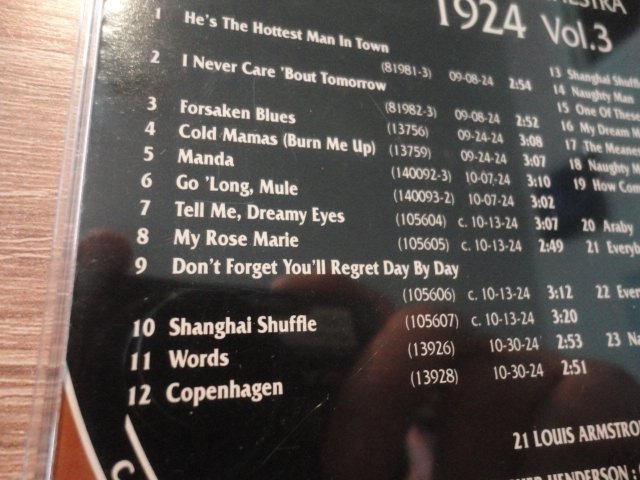 1924 Vol.3
1 He's The Hottest Man In Town
(81981-3) 09-08-24 2:54
2 I Never Care 'Bout Tomorrow
(81982-3) 09-08-24 2:52
3 Forsaken Blues (13756) 09-24-24 3:08
4 Cold Mamas (Burn Me Up) (13759) 09-24-24 3:07
5 Manda (140092-3) 10-07-24 3:10
6 Go 'Long, Mule (140093-2) 10-07-24 3:02
7 Tell Me, Dreamy Eyes (105604) c. 10-13-24 3:07
8 My Rose Marie (105605) c. 10-13-24 2:49
9 Don't Forget You'll Regret Day By Day
(105606) c. 10-13-24 3:12
10 Shanghai Shuffle (105607) c. 10-13-24 3:20
11 Words (13926) 10-30-24 2:53
12 Copenhagen (13928) 10-30-24 2:51
13 Shanghai
14 Naughty Man
15 One Of
16 My Dream
17 The
18 Naughty
19 How
20 Araby
21
22
23
21 LOUIS
HENDERSON: